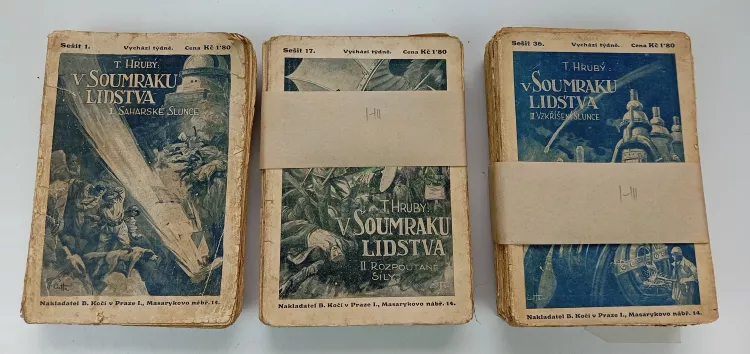 Sešit 1. Vychází týdně. Cena Kč 1'80
T. HRUBÝ:
V SOUMRAKU
LIDSTVA
I. SAHARSKÉ SLUNCE
Nakladatel B. Kočí v Praze I., Masarykovo nábř. 14.
Sešit 17. Vychází týdně. Cena Kč 1'80
I-III
T. HRUBÝ:
V SOUMRAKU
LIDSTVA
II. ROZPOUTANÉ
SÍLY
Nakladatel B. Kočí v Praze I., Masarykovo nábř. 14.
Sešit 36. Vychází týdně. Cena Kč 1'80
T. HRUBÝ:
V SOUMRAKU
LIDSTVA
III. VZKŘÍŠENÉ SLUNCE
I-III
Nakladatel B. Kočí v Praze I., Masarykovo nábř. 14.